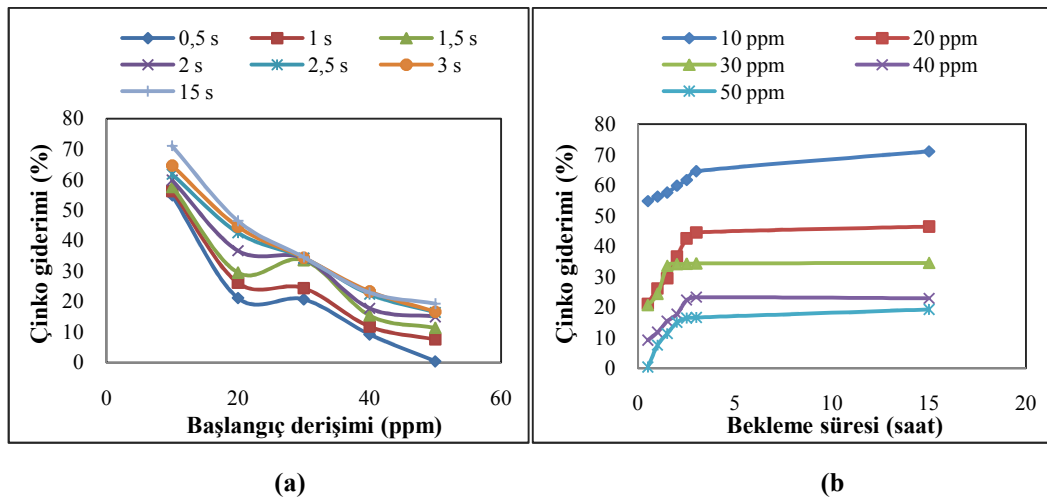 0,5 s 1 s 1,5 s
2 s 2,5 s 3 s
15 s
80
70
60
50
40
30
20
10
0
Çinko giderimi (%)
0 20 40 60
Başlangıç derişimi (ppm)
(a)
10 ppm 20 ppm
30 ppm 40 ppm
50 ppm
80
70
60
50
40
30
20
10
0
Çinko giderimi (%)
0 5 10 15 20
Bekleme süresi (saat)
(b)